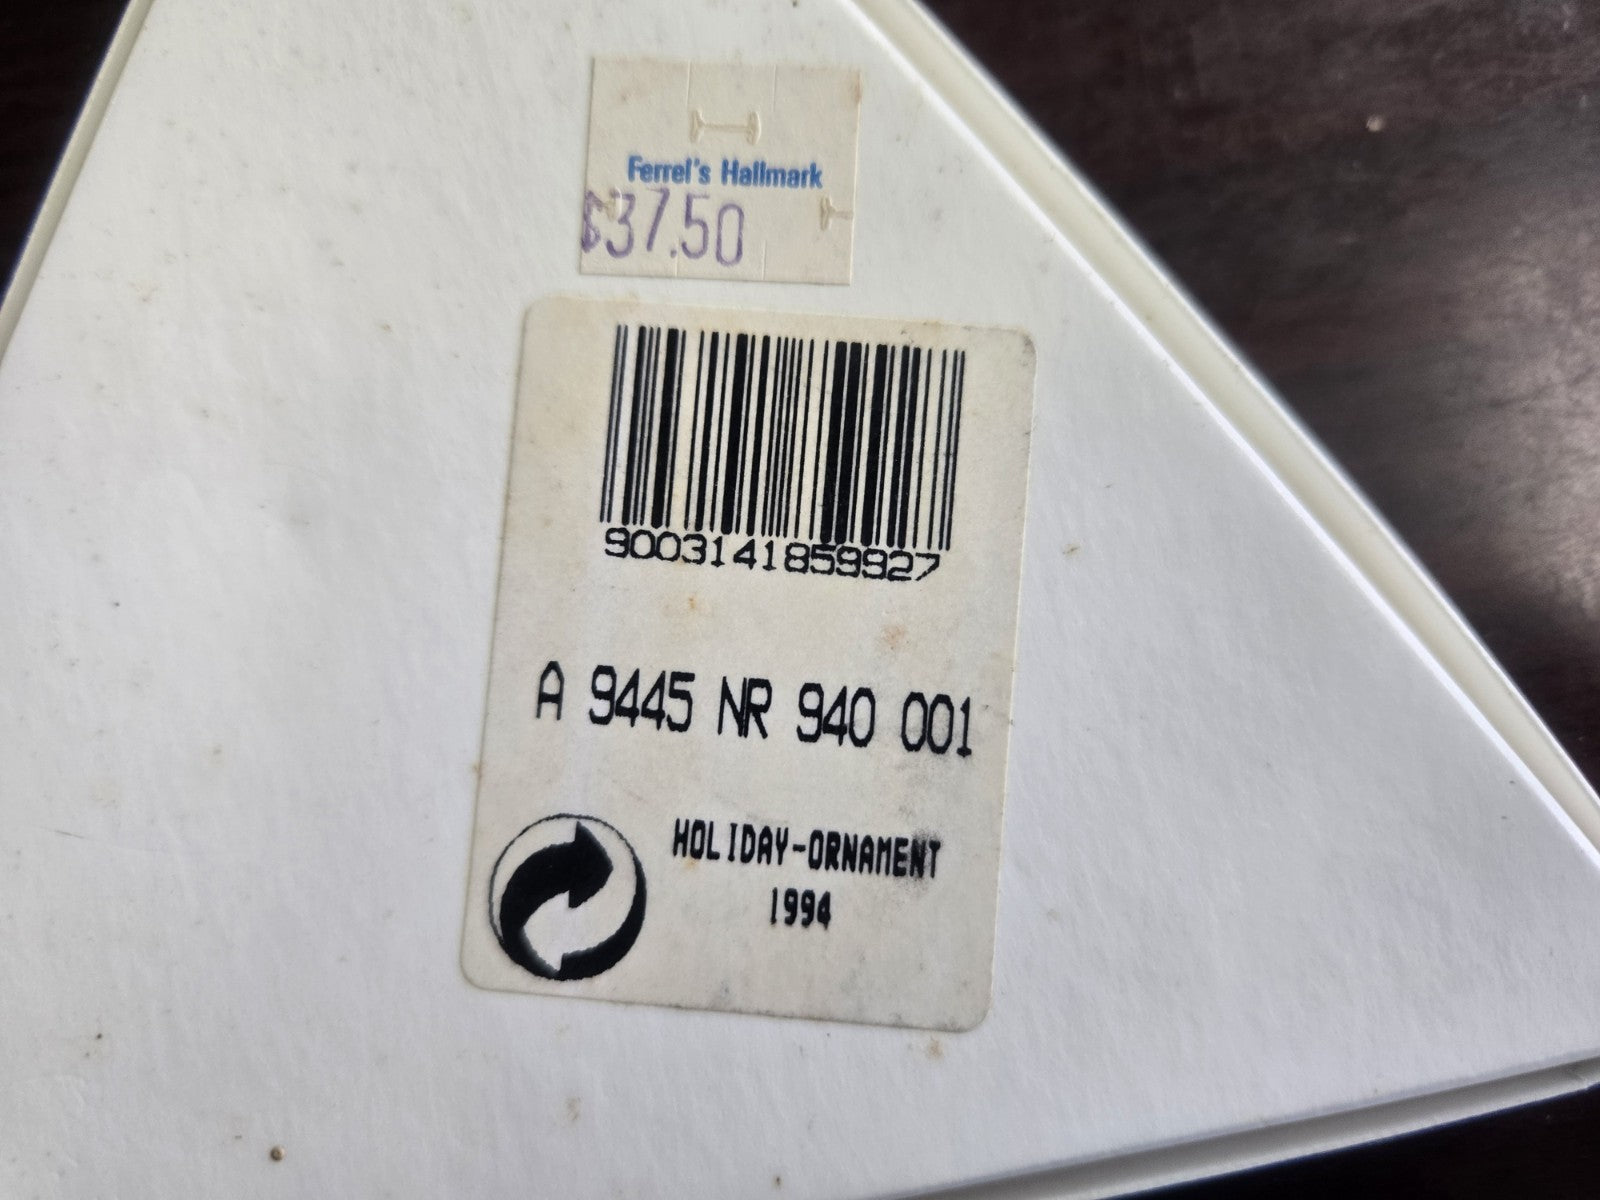 Ferrel's Hallmark
$37.50
9003141859927
A 9445 NR 940 001
HOLIDAY-ORNAMENT
1994